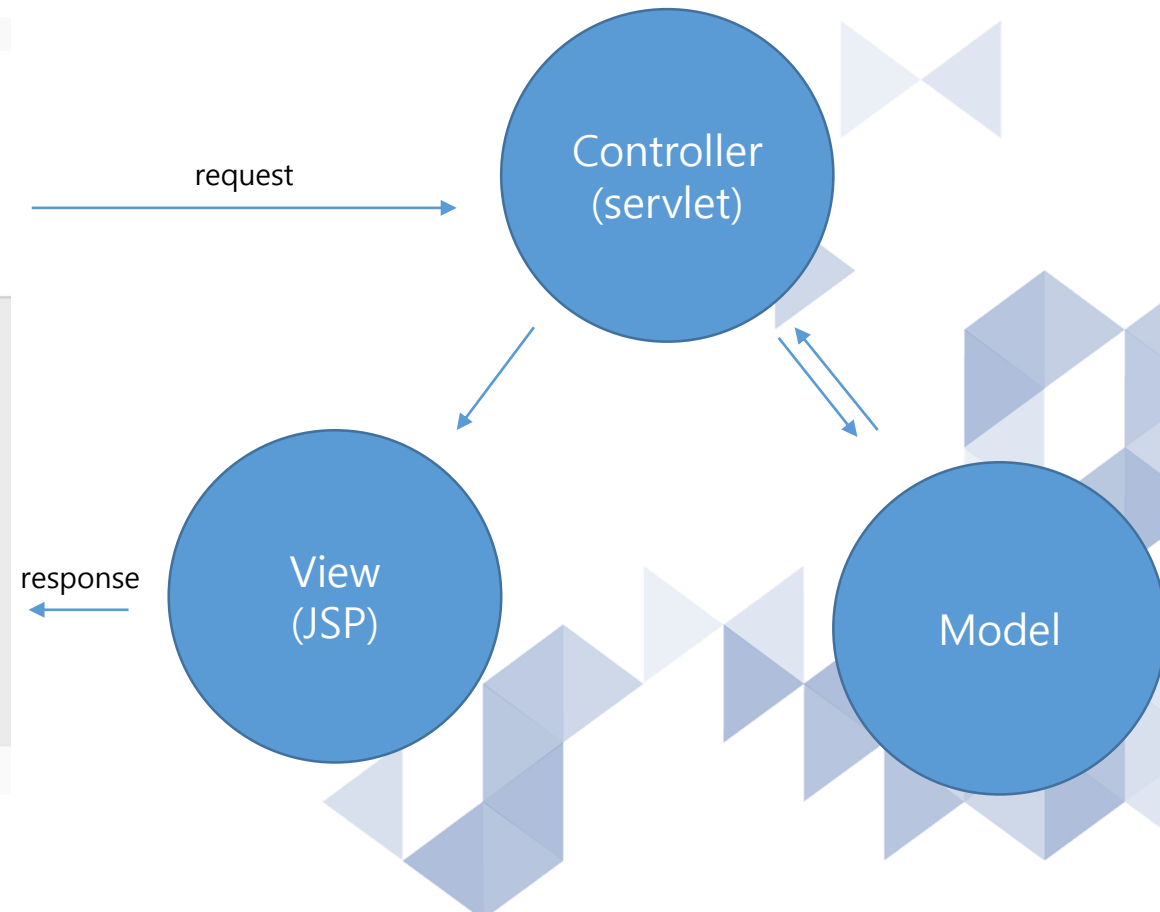 Controller
(servlet)
request
View
(JSP)
response
Model